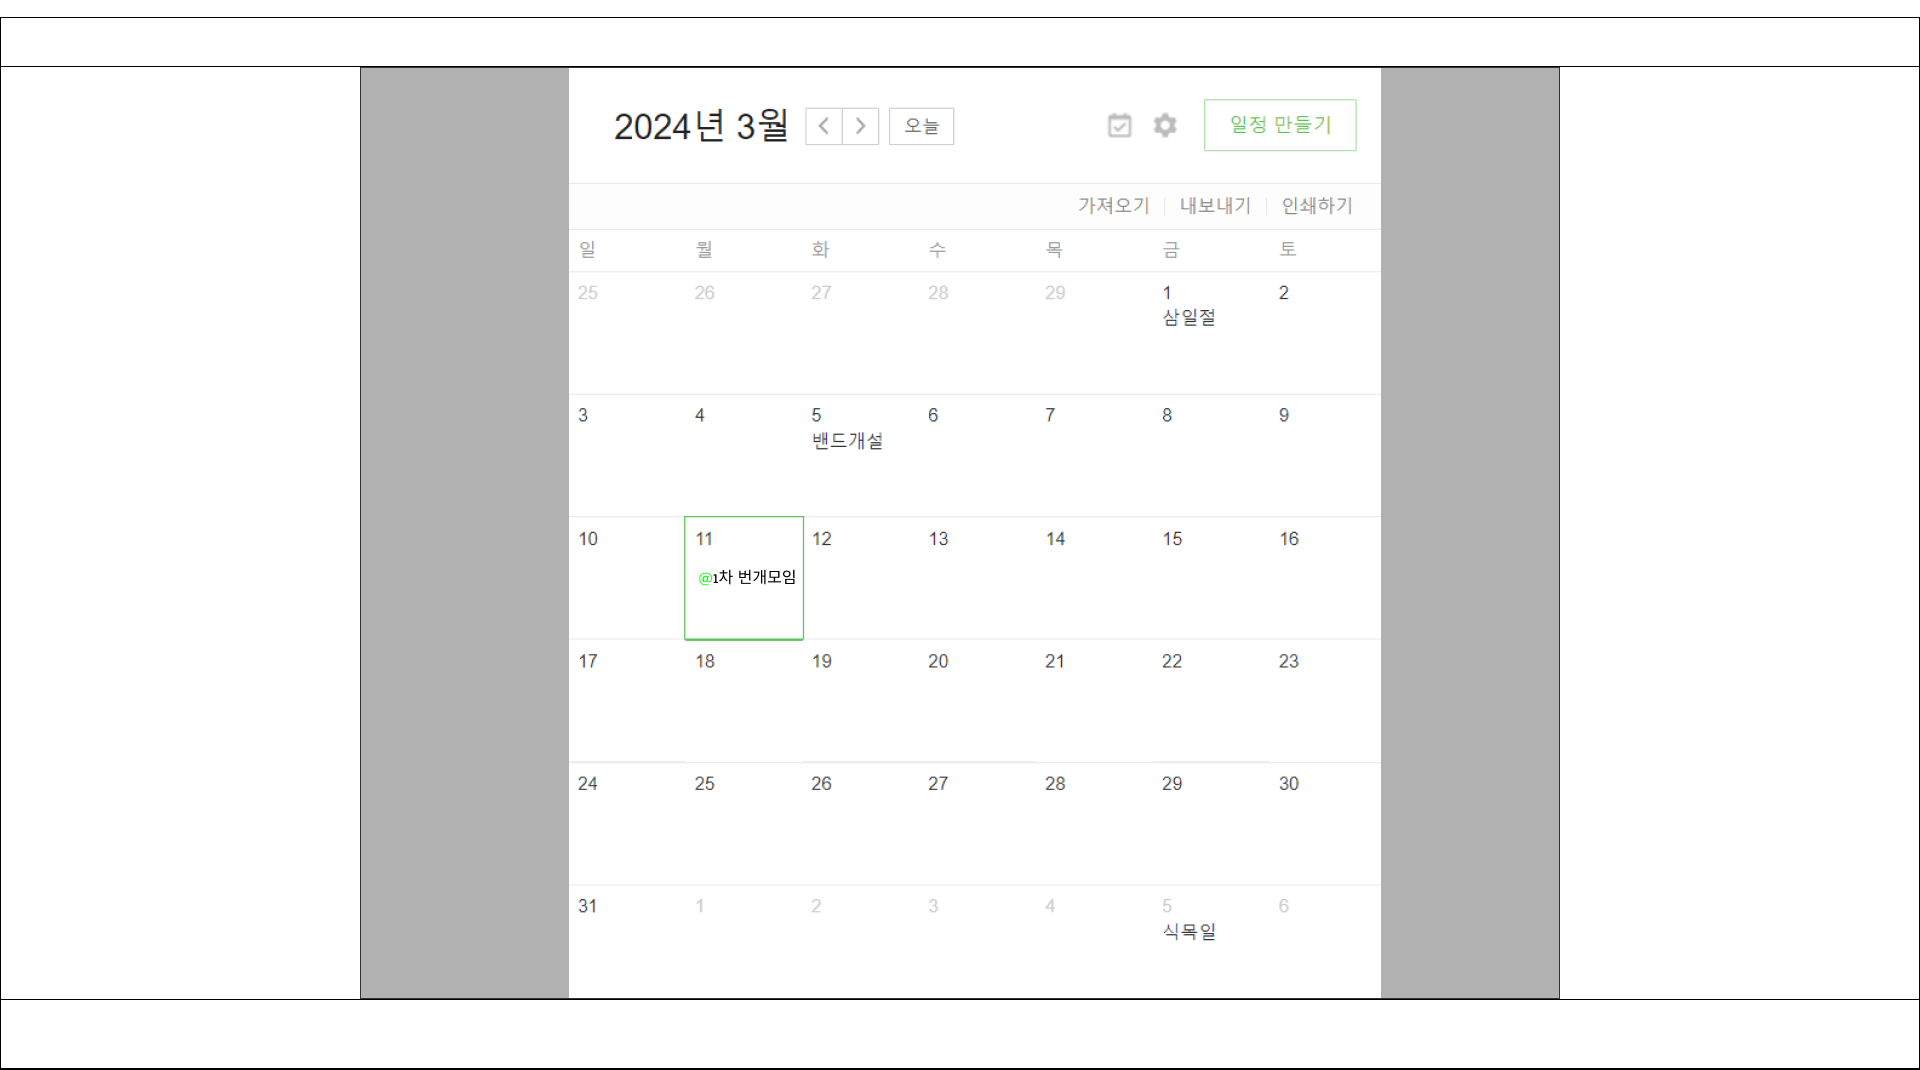 2024년 3월 오늘 일정 만들기
가져오기 내보내기 인쇄하기
일 월 화 수 목 금 토
25 26 27 28 29 1 2
삼일절
3 4 5 6 7 8 9
밴드개설
10 11 12 13 14 15 16
@1차 번개모임
17 18 19 20 21 22 23
24 25 26 27 28 29 30
31 1 2 3 4 5 6
식목일